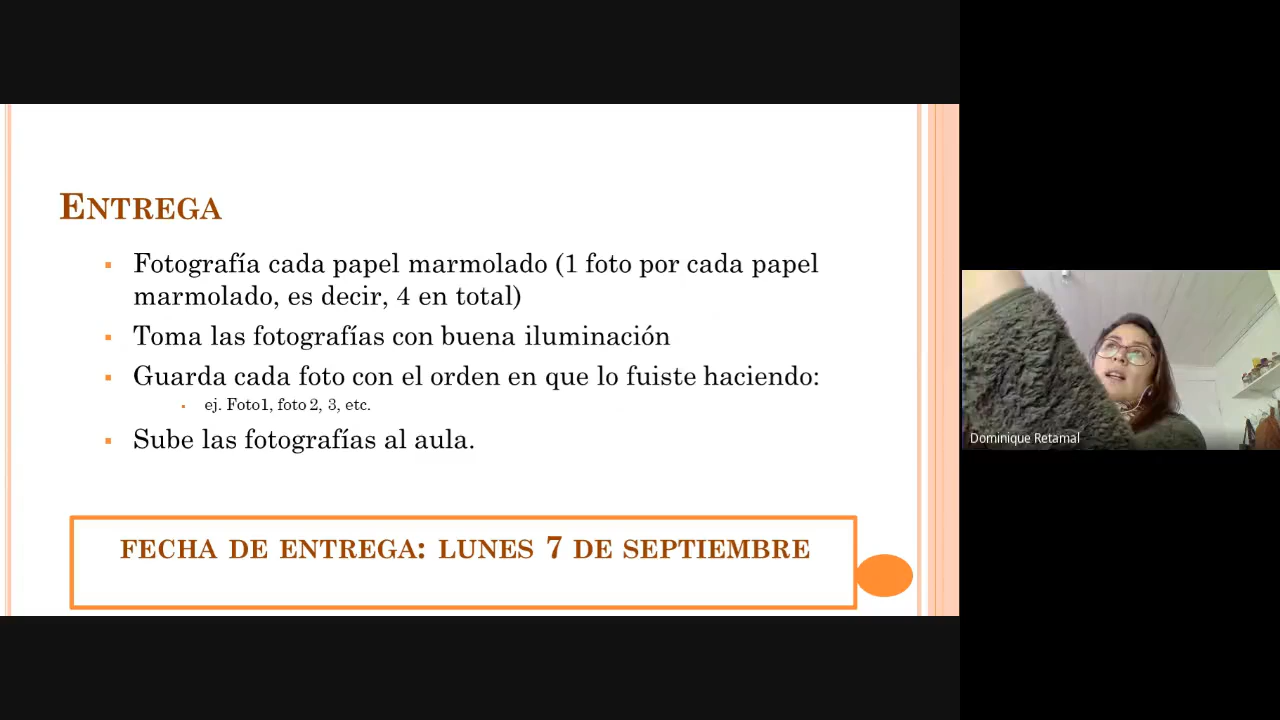 ENTREGA
Fotografía cada papel marmolado (1 foto por cada papel
marmolado, es decir, 4 en total)
Toma las fotografías con buena iluminación
Guarda cada foto con el orden en que lo fuiste haciendo:
ej. Foto1, foto 2, 3, etc.
Sube las fotografías al aula.
FECHA DE ENTREGA: LUNES 7 DE SEPTIEMBRE
Dominique Retamal